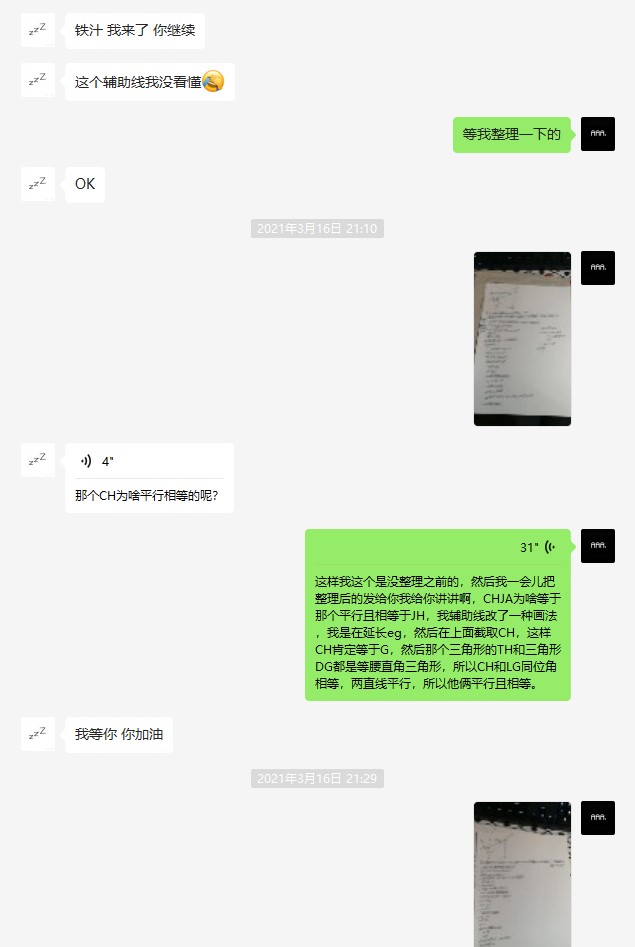 zzZ
铁汁 我来了 你继续
zzZ
这个辅助线我没看懂
等我整理一下的
AAA.
zzZ
OK
2021年3月16日 21:10
AAA.
zzZ
4"
那个CH为啥平行相等的呢?
31"
AAA.
这样我这个是没整理之前的，然后我一会儿把
整理后的发给你我给你讲讲啊，CHJA为啥等于
那个平行且相等于JH，我辅助线改了一种画法
，我是在延长eg，然后在上面截取CH，这样
CH肯定等于G，然后那个三角形的TH和三角形
DG都是等腰直角三角形，所以CH和LG同位角
相等，两直线平行，所以他俩平行且相等。
zzZ
我等你 你加油
2021年3月16日 21:29
AAA.